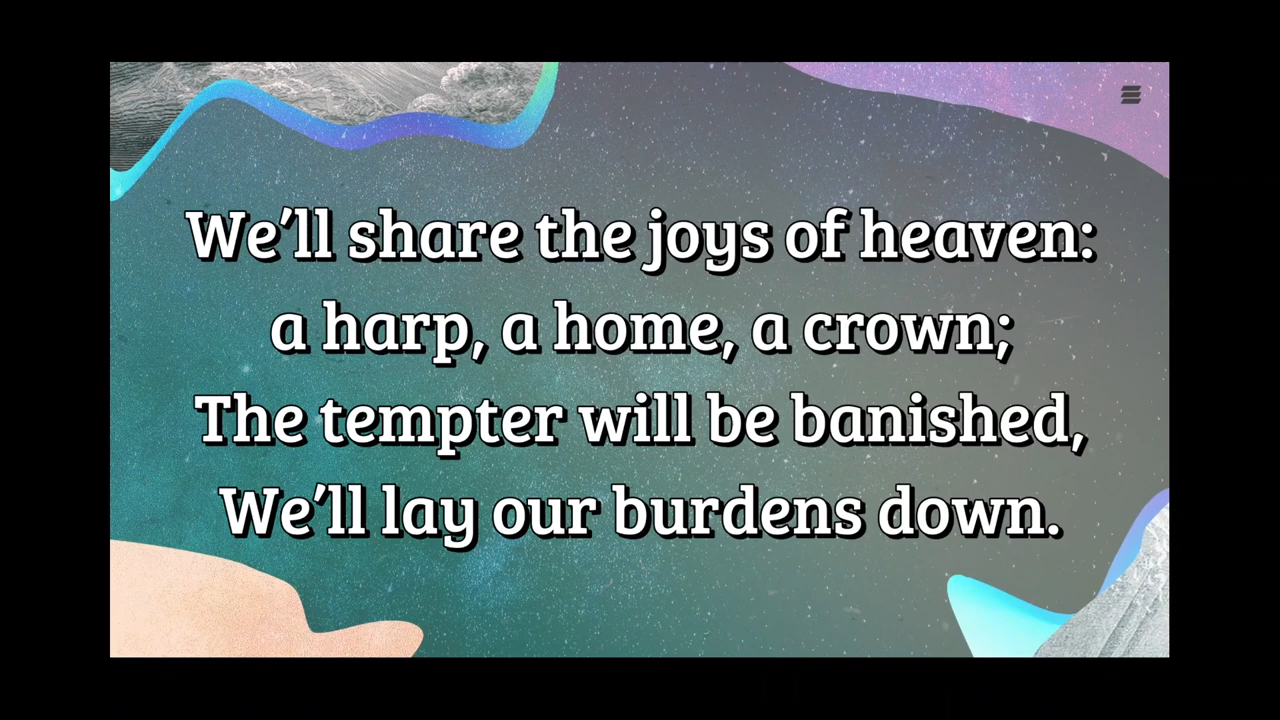 We'll share the joys of heaven:
a harp, a home, a crown;
The tempter will be banished,
We'll lay our burdens down.